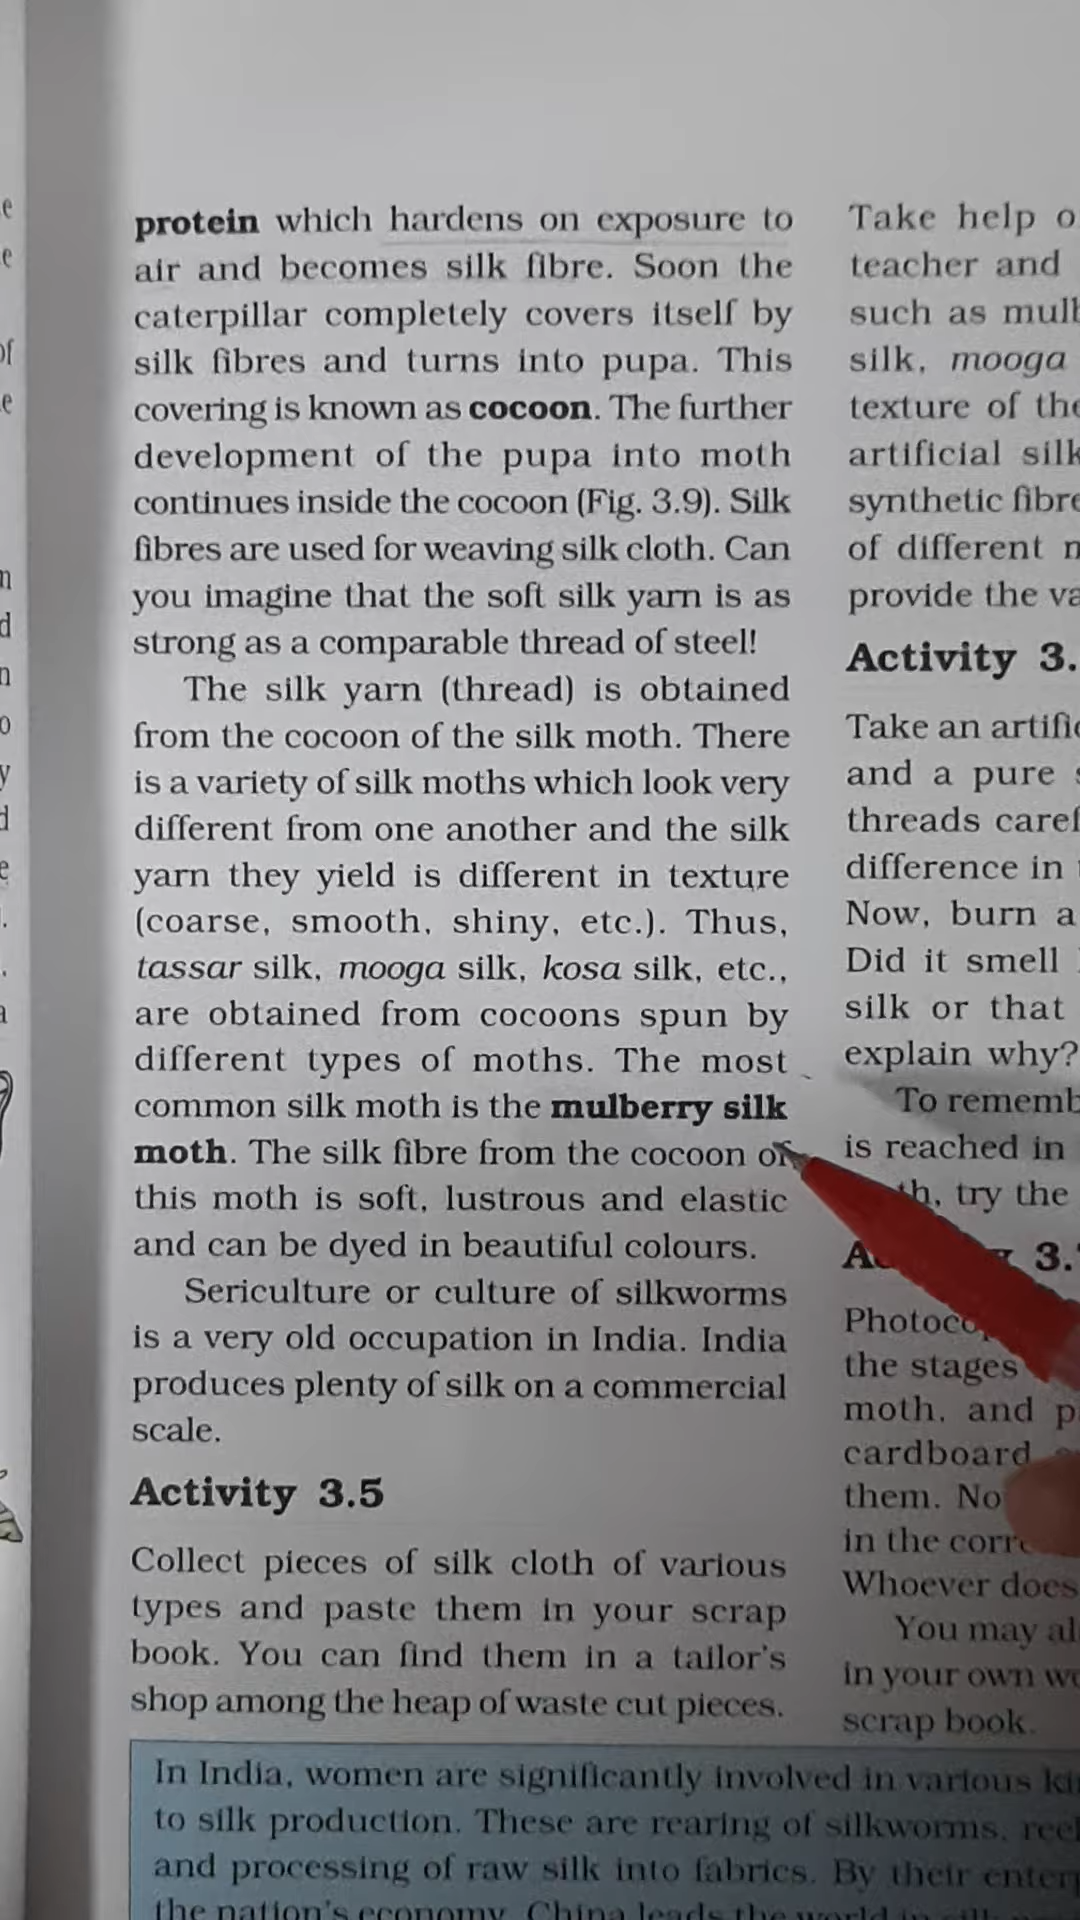 protein which hardens on exposure to
air and becomes silk fibre. Soon the
caterpillar completely covers itself by
silk fibres and turns into pupa. This
covering is known as cocoon. The further
development of the pupa into moth
continues inside the cocoon (Fig. 3.9). Silk
fibres are used for weaving silk cloth. Can
you imagine that the soft silk yarn is as
strong as a comparable thread of steel!
The silk yarn (thread) is obtained
from the cocoon of the silk moth. There
is a variety of silk moths which look very
different from one another and the silk
yarn they yield is different in texture
(coarse, smooth, shiny, etc.). Thus,
tassar silk, mooga silk, kosa silk, etc.,
are obtained from cocoons spun by
different types of moths. The most
common silk moth is the mulberry silk
moth. The silk fibre from the cocoon of
this moth is soft, lustrous and elastic
and can be dyed in beautiful colours.
Sericulture or culture of silkworms
is a very old occupation in India. India
produces plenty of silk on a commercial
scale.
Activity 3.5
Collect pieces of silk cloth of various
types and paste them in your scrap
book. You can find them in a tailor's
shop among the heap of waste cut pieces.
Take help
teacher and
such as
silk, mooga
texture of the
artificial silk
synthetic fibre
of different
provide the
Activity 3.
Take an
and a pure
threads
difference in
Now, burn a
Did it smell
silk or that
explain why?
To
is reached in
try the
3.
the stages
moth, and
cardboard
them.
in the
Whoever does
You may
in your own
scrap book.
In India, women are significantly involved in various
to silk production. These are rearing of silkworms,
and processing of raw silk into fabrics. By their
the nation's economy. China leads the world in